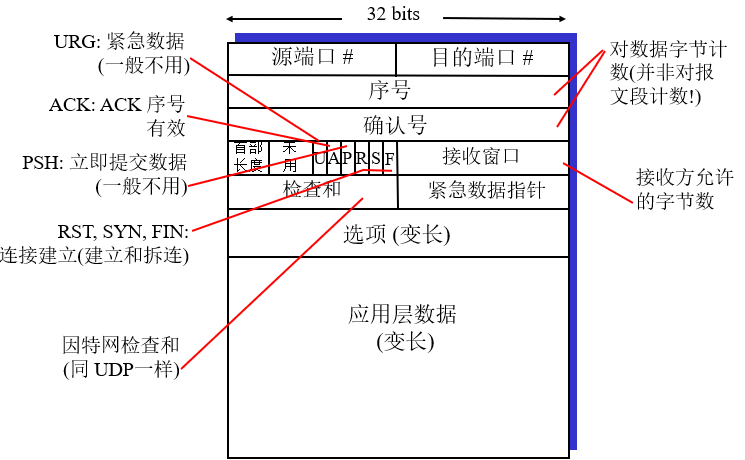 32 bits
URG: 紧急数据
(一般不用)
ACK: ACK 序号
有效
PSH: 立即提交数据
(一般不用)
RST, SYN, FIN:
连接建立(建立和拆连)
因特网检查和
(同 UDP一样)
源端口 #
目的端口 #
序号
确认号
首部
长度
未
用
U
A
P
R
S
F
接收窗口
检查和
紧急数据指针
选项 (变长)
应用层数据
(变长)
对数据字节计
数(并非对报
文段计数!)
接收方允许
的字节数